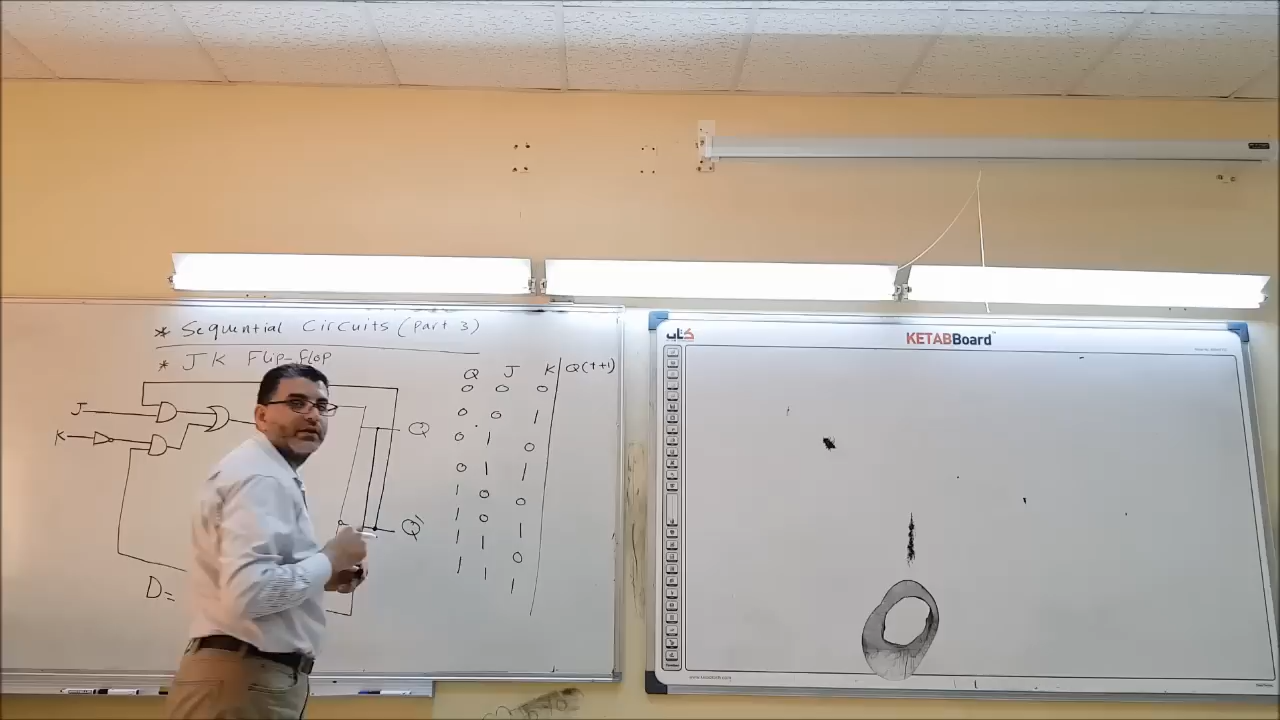 * Sequential Circuits (Part 3)
* JK Flip-flop
J
K
Q
Q'
D=
Q J K Q(t+1)
0 0 0
0 0 1
0 1 0
0 1 1
1 0 0
1 0 1
1 1 0
1 1 1
كتاب
KETABBoard